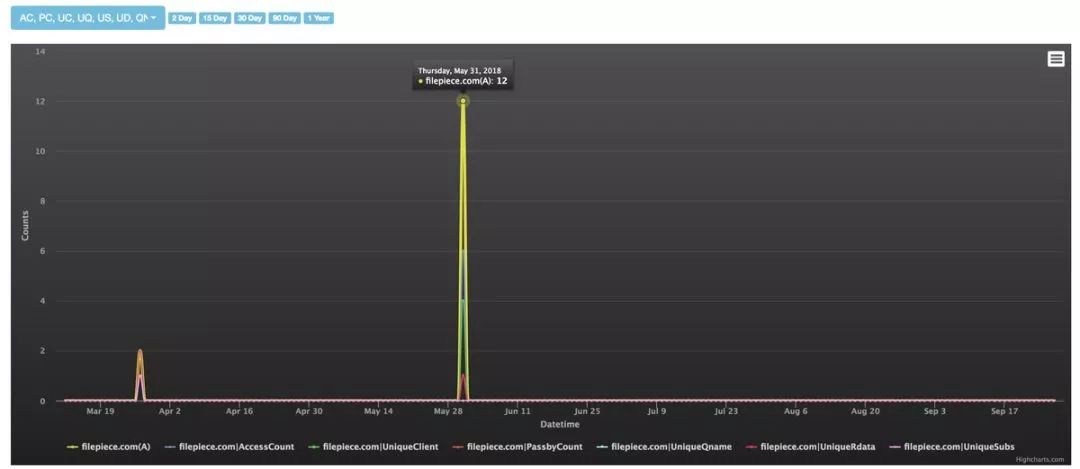 AC, PC, UC, UQ, US, UD, QN
2 Day 15 Day 30 Day 90 Day 1 Year
14
Thursday, May 31, 2018
filepiece.com(A): 12
12
10
8
6
4
2
0
Counts
Mar 19 Apr 2 Apr 16 Apr 30 May 14 May 28 Jun 11 Jun 25 Jul 9 Jul 23 Aug 6 Aug 20 Sep 3 Sep 17
Datetime
filepiece.com(A) filepiece.com|AccessCount filepiece.com|UniqueClient filepiece.com|PassbyCount filepiece.com|UniqueQname filepiece.com|UniqueRdata filepiece.com|UniqueSubs
Highcharts.com